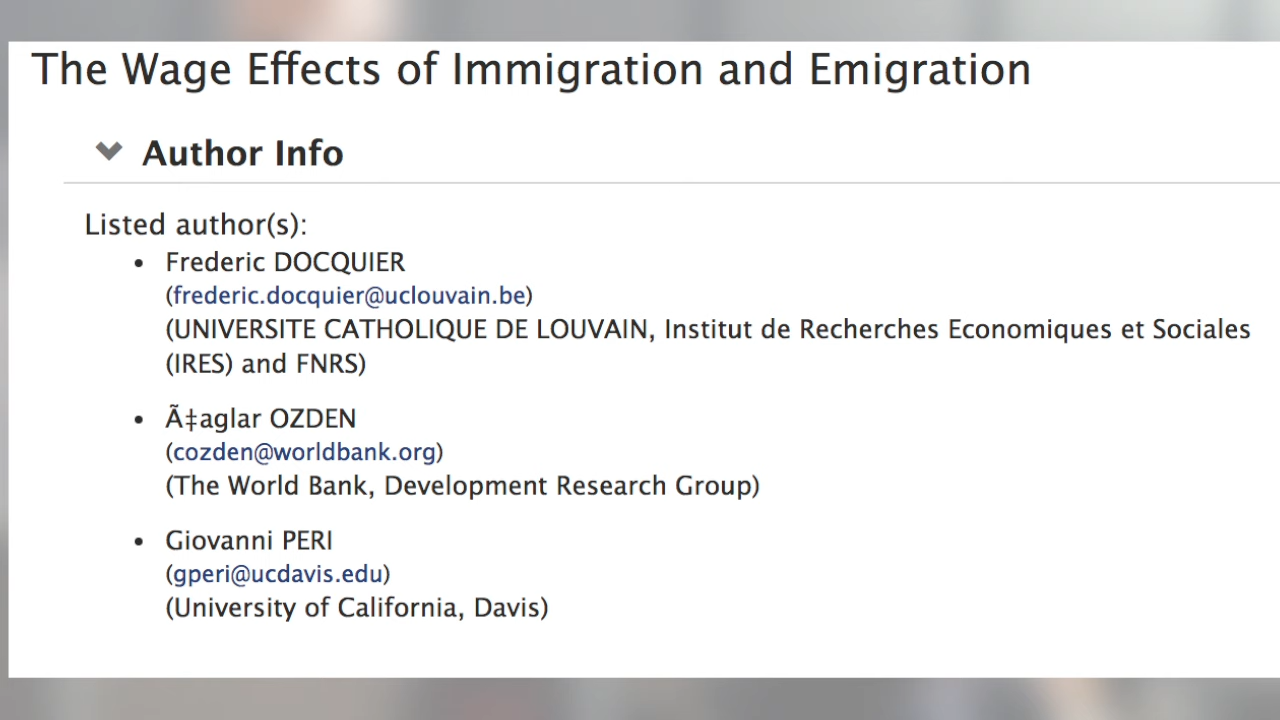 The Wage Effects of Immigration and Emigration
Author Info
Listed author(s):
• Frederic DOCQUIER
(frederic.docquier@uclouvain.be)
(UNIVERSITE CATHOLIQUE DE LOUVAIN, Institut de Recherches Economiques et Sociales
(IRES) and FNRS)
• Ã‡aglar OZDEN
(cozden@worldbank.org)
(The World Bank, Development Research Group)
• Giovanni PERI
(gperi@ucdavis.edu)
(University of California, Davis)